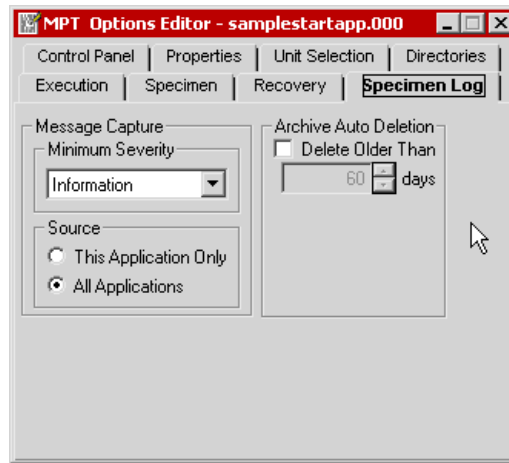 MPT Options Editor - samplestartapp.000
Control Panel Properties Unit Selection Directories
Execution Specimen Recovery Specimen Log
Message Capture
Minimum Severity
Information
Source
This Application Only
All Applications
Archive Auto Deletion
Delete Older Than
60 days